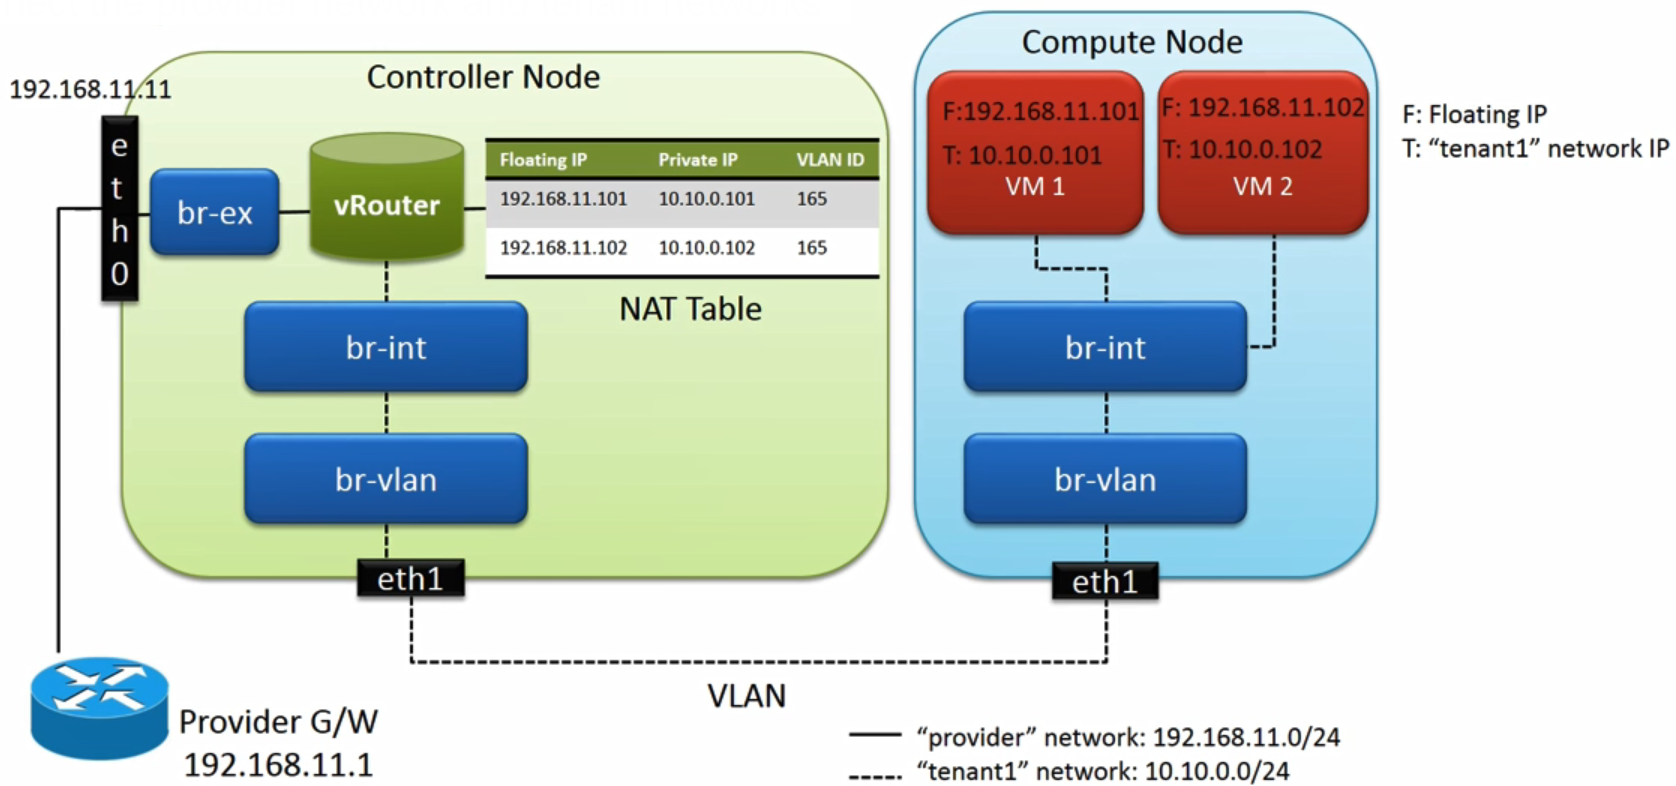 Controller Node
192.168.11.11
eth0
br-ex
vRouter
Floating IP Private IP VLAN ID
192.168.11.101 10.10.0.101 165
192.168.11.102 10.10.0.102 165
NAT Table
br-int
br-vlan
eth1
Compute Node
F:192.168.11.101
T: 10.10.0.101
VM 1
F: 192.168.11.102
T: 10.10.0.102
VM 2
br-int
br-vlan
eth1
F: Floating IP
T: “tenant1” network IP
VLAN
Provider G/W
192.168.11.1
“provider” network: 192.168.11.0/24
“tenant1” network: 10.10.0.0/24